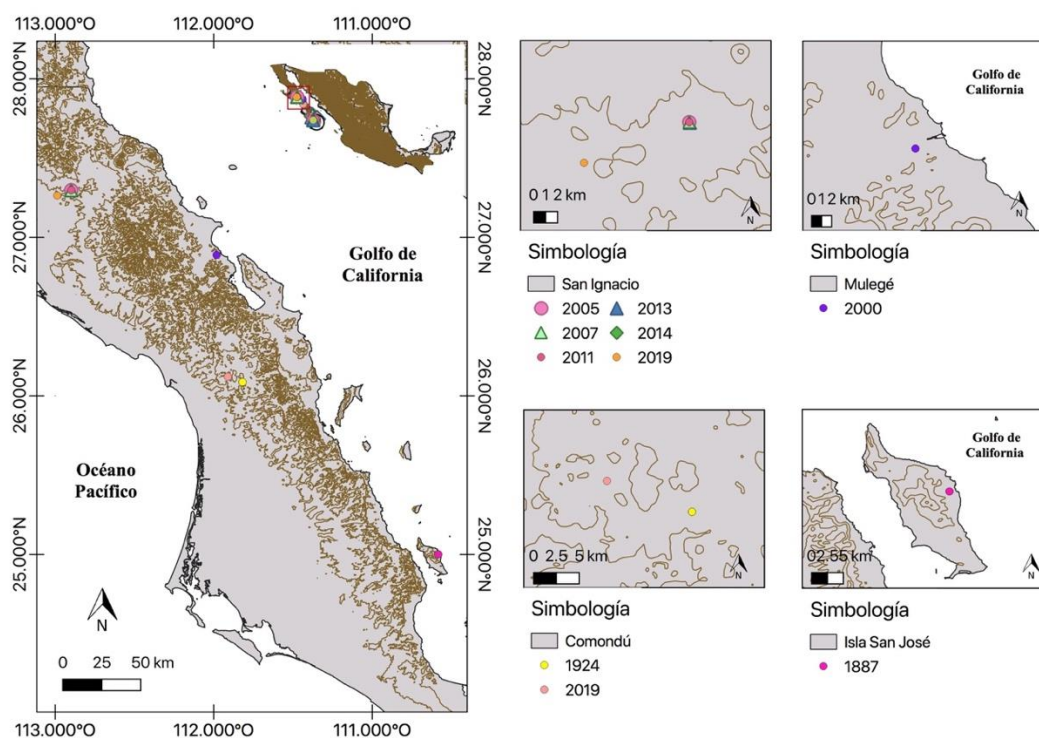 113.000°O 112.000°O 111.000°O
28.000°N
27.000°N
26.000°N
25.000°N
28.000°N
27.000°N
26.000°N
25.000°N
Golfo de
California
Océano
Pacífico
N
0 25 50 km
113.000°O 112.000°O 111.000°O
0 1 2 km
N
Simbología
San Ignacio
2005 2013
2007 2014
2011 2019
Golfo de
California
0 1 2 km
N
Simbología
Mulegé
2000
0 2.5 5 km
N
Simbología
Comondú
1924
2019
Golfo de
California
0 2.5 5 km
N
Simbología
Isla San José
1887